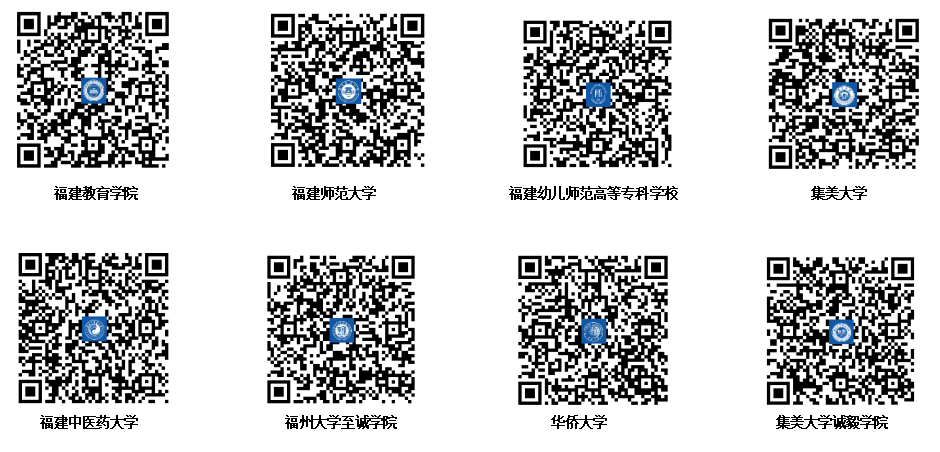 福建教育学院
福建师范大学
福建幼儿师范高等专科学校
集美大学
福建中医药大学
福州大学至诚学院
华侨大学
集美大学诚毅学院